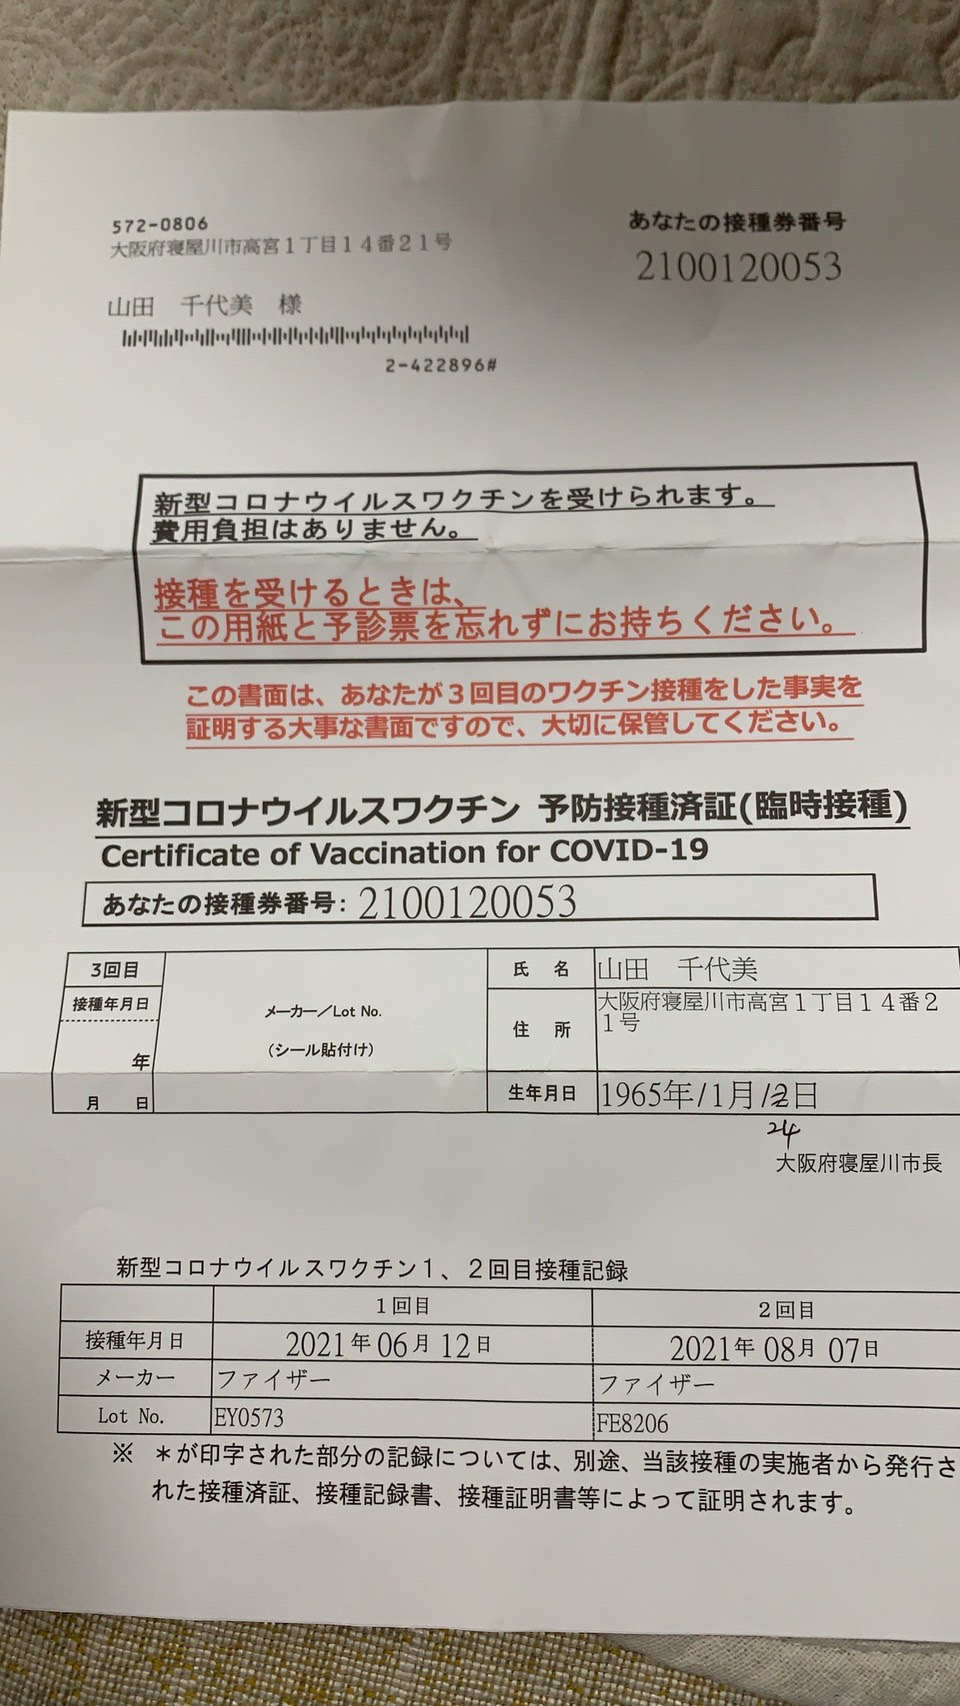 572-0806
大阪府寝屋川市高宮１丁目１４番２１号
山田　千代美　様
2-422896#
あなたの接種券番号
2100120053
新型コロナウイルスワクチンを受けられます。
費用負担はありません。
接種を受けるときは、
この用紙と予診票を忘れずにお持ちください。
この書面は、あなたが３回目のワクチン接種をした事実を
証明する大事な書面ですので、大切に保管してください。
新型コロナウイルスワクチン 予防接種済証(臨時接種)
Certificate of Vaccination for COVID-19
あなたの接種券番号: 2100120053
3回目
接種年月日
年
月　日
メーカー／Lot No.
(シール貼付け)
氏　名 山田　千代美
住　所 大阪府寝屋川市高宮１丁目１４番２
１号
生年月日 1965年/1月/2日
24
大阪府寝屋川市長
新型コロナウイルスワクチン１、２回目接種記録
1回目 2回目
接種年月日 2021年 06月 12日 2021年 08月 07日
メーカー ファイザー ファイザー
Lot No. EY0573 FE8206
※　＊が印字された部分の記録については、別途、当該接種の実施者から発行さ
れた接種済証、接種記録書、接種証明書等によって証明されます。